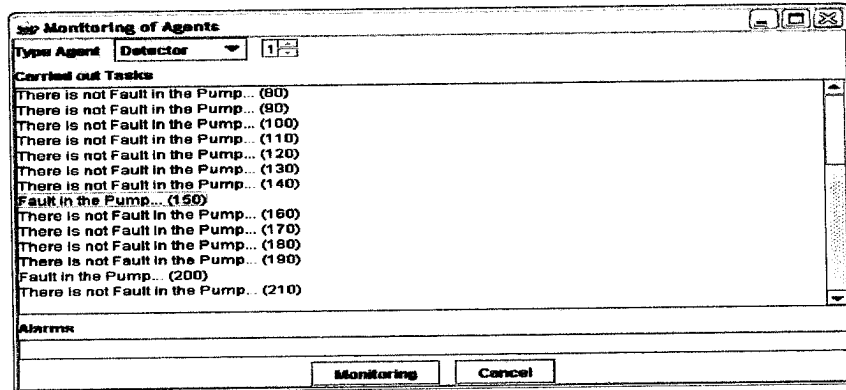 Monitoring of Agents
Type Agent Detector 1
Carried out Tasks
There is not Fault in the Pump... (80)
There is not Fault in the Pump... (90)
There is not Fault in the Pump... (100)
There is not Fault in the Pump... (110)
There is not Fault in the Pump... (120)
There is not Fault in the Pump... (130)
There is not Fault in the Pump... (140)
Fault in the Pump... (150)
There is not Fault in the Pump... (160)
There is not Fault in the Pump... (170)
There is not Fault in the Pump... (180)
There is not Fault in the Pump... (190)
Fault in the Pump... (200)
There is not Fault in the Pump... (210)
Alarms
Monitoring Cancel